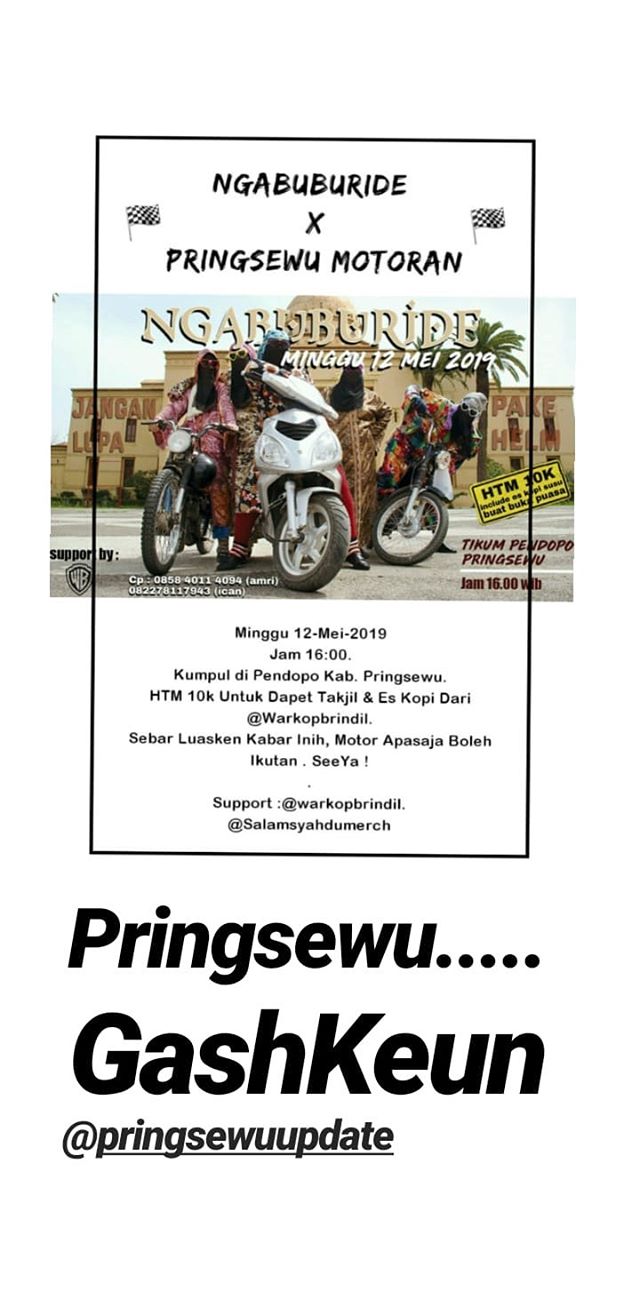 NGABUBURIDE
X
PRINGSEWU MOTORAN
NGABUBURIDE
MINGGU 12 MEI 2019
JANGAN
LUPA
PAKE
HELM
HTM 10K
include es kopi susu
buat buka puasa
support by :
WB
TIKUM PENDOPO
PRINGSEWU
Jam 16.00 wib
Cp : 0858 4011 4094 (amri)
082278117943 (ican)
Minggu 12-Mei-2019
Jam 16:00.
Kumpul di Pendopo Kab. Pringsewu.
HTM 10k Untuk Dapet Takjil & Es Kopi Dari
@Warkopbrindil.
Sebar Luasken Kabar Inih, Motor Apasaja Boleh
Ikutan . SeeYa !
.
Support :@warkopbrindil.
@Salamsyahdumerch
Pringsewu.....
GashKeun
@pringsewuupdate